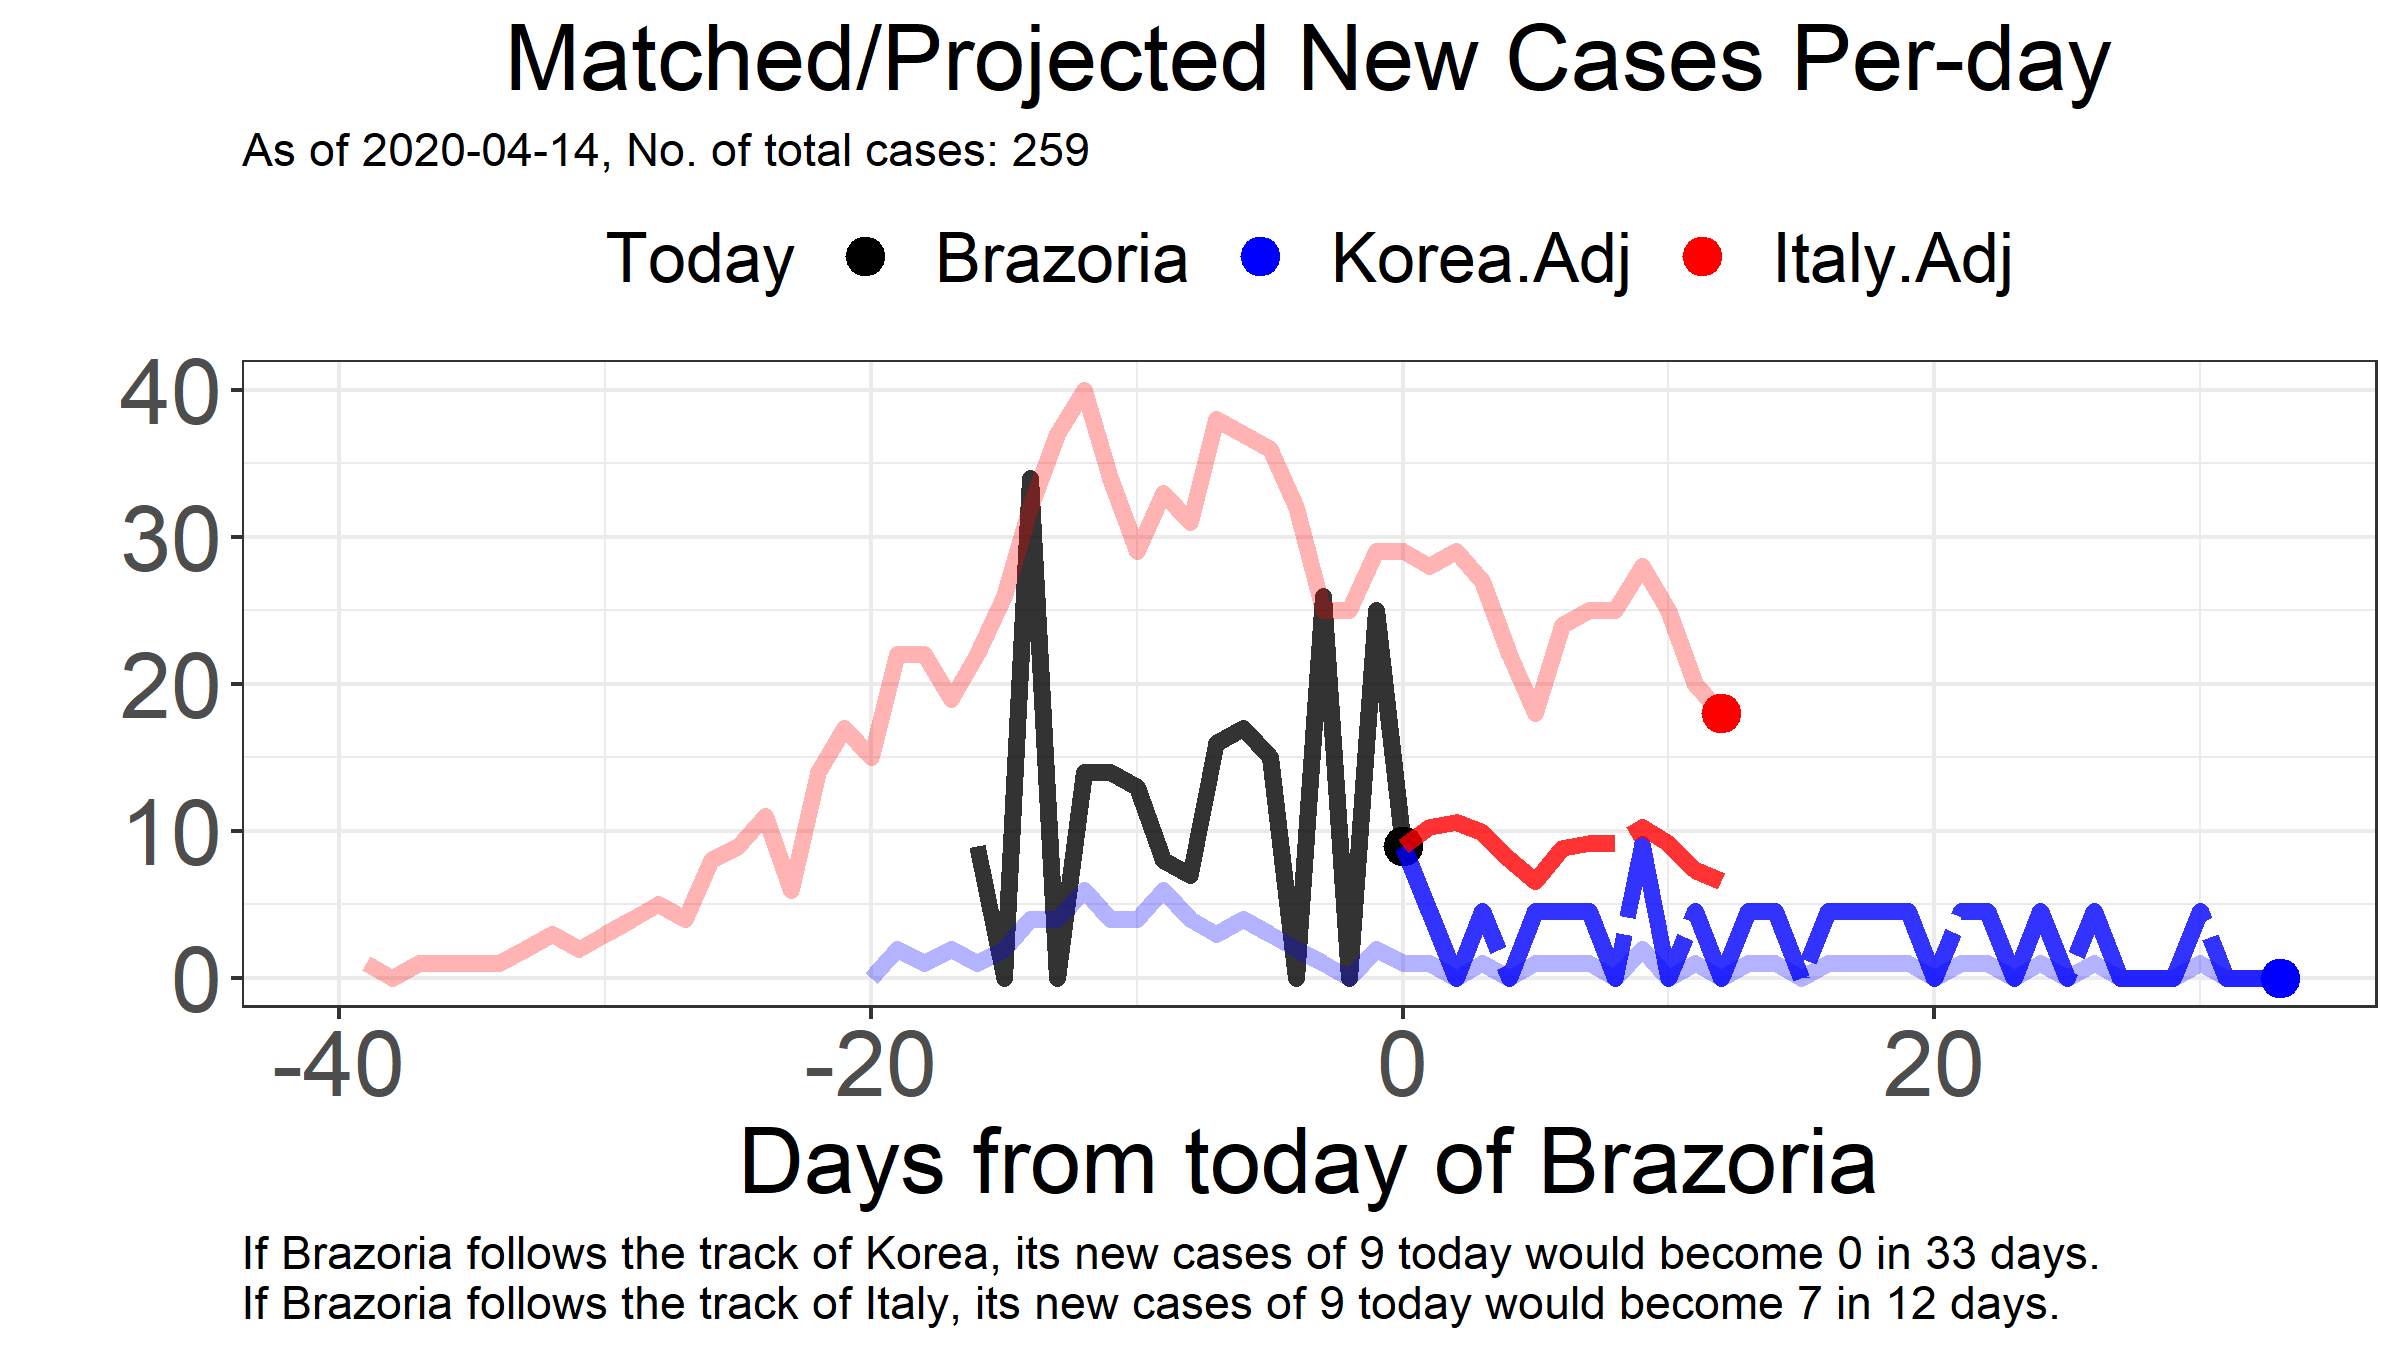 Matched/Projected New Cases Per-day
As of 2020-04-14, No. of total cases: 259
Today Brazoria Korea.Adj Italy.Adj
40
30
20
10
0
-40 -20 0 20
Days from today of Brazoria
If Brazoria follows the track of Korea, its new cases of 9 today would become 0 in 33 days.
If Brazoria follows the track of Italy, its new cases of 9 today would become 7 in 12 days.